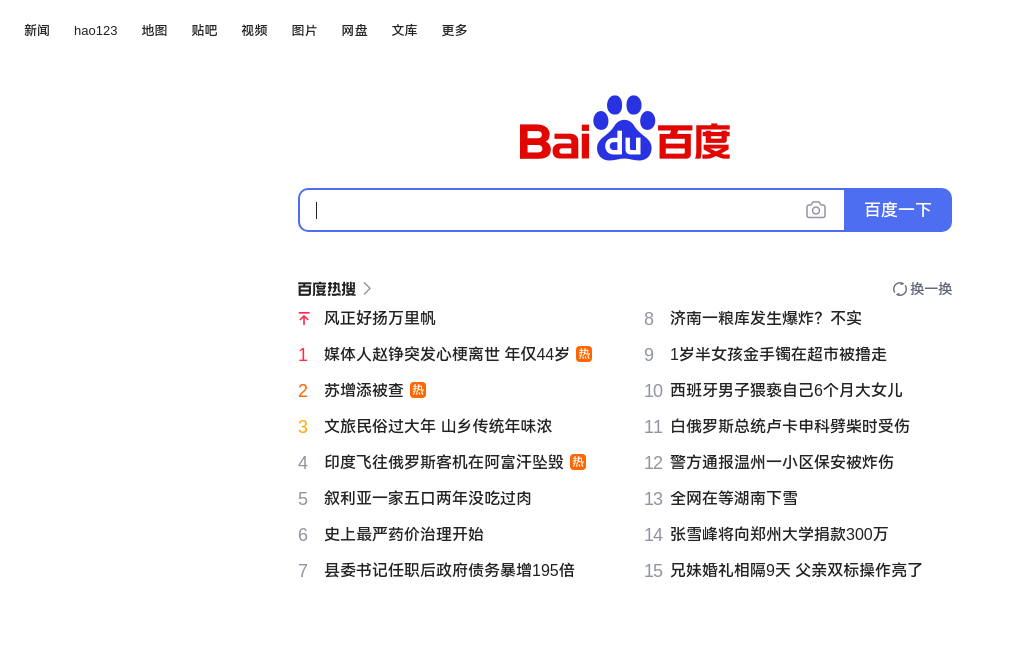 新闻 hao123 地图 贴吧 视频 图片 网盘 文库 更多
Bai du 百度
百度一下
百度热搜
换一换
风正好扬万里帆
1 媒体人赵铮突发心梗离世 年仅44岁 热
2 苏增添被查 热
3 文旅民俗过大年 山乡传统年味浓
4 印度飞往俄罗斯客机在阿富汗坠毁 热
5 叙利亚一家五口两年没吃过肉
6 史上最严药价治理开始
7 县委书记任职后政府债务暴增195倍
8 济南一粮库发生爆炸？不实
9 1岁半女孩金手镯在超市被撸走
10 西班牙男子猥亵自己6个月大女儿
11 白俄罗斯总统卢卡申科劈柴时受伤
12 警方通报温州一小区保安被炸伤
13 全网在等湖南下雪
14 张雪峰将向郑州大学捐款300万
15 兄妹婚礼相隔9天 父亲双标操作亮了